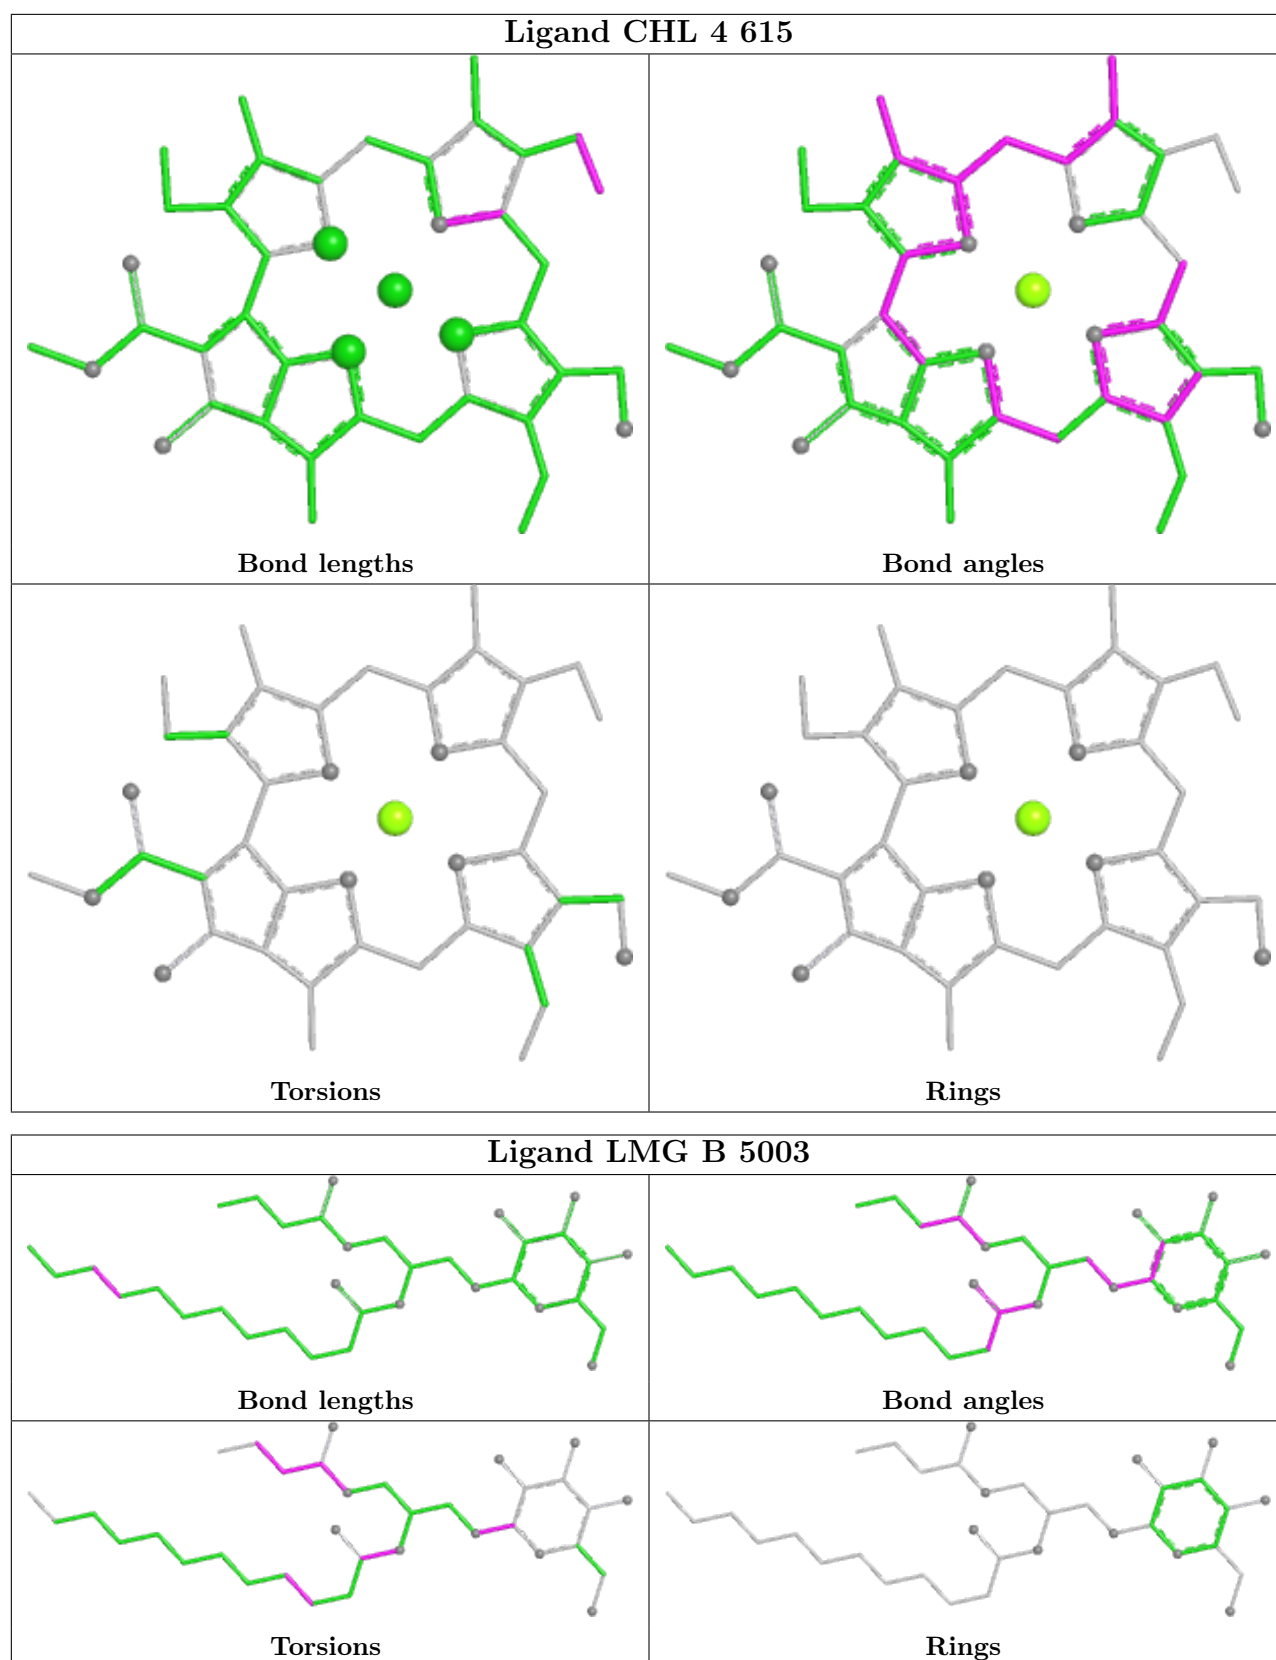 Ligand CHL 4 615
Bond lengths
Bond angles
Torsions
Rings
Ligand LMG B 5003
Bond lengths
Bond angles
Torsions
Rings